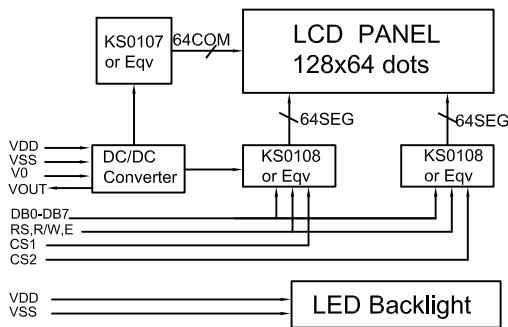 KS0107
or Eqv
64COM
LCD PANEL
128x64 dots
64SEG
64SEG
VDD
VSS
V0
VOUT
DC/DC
Converter
KS0108
or Eqv
KS0108
or Eqv
DB0-DB7
RS,R/W,E
CS1
CS2
VDD
VSS
LED Backlight